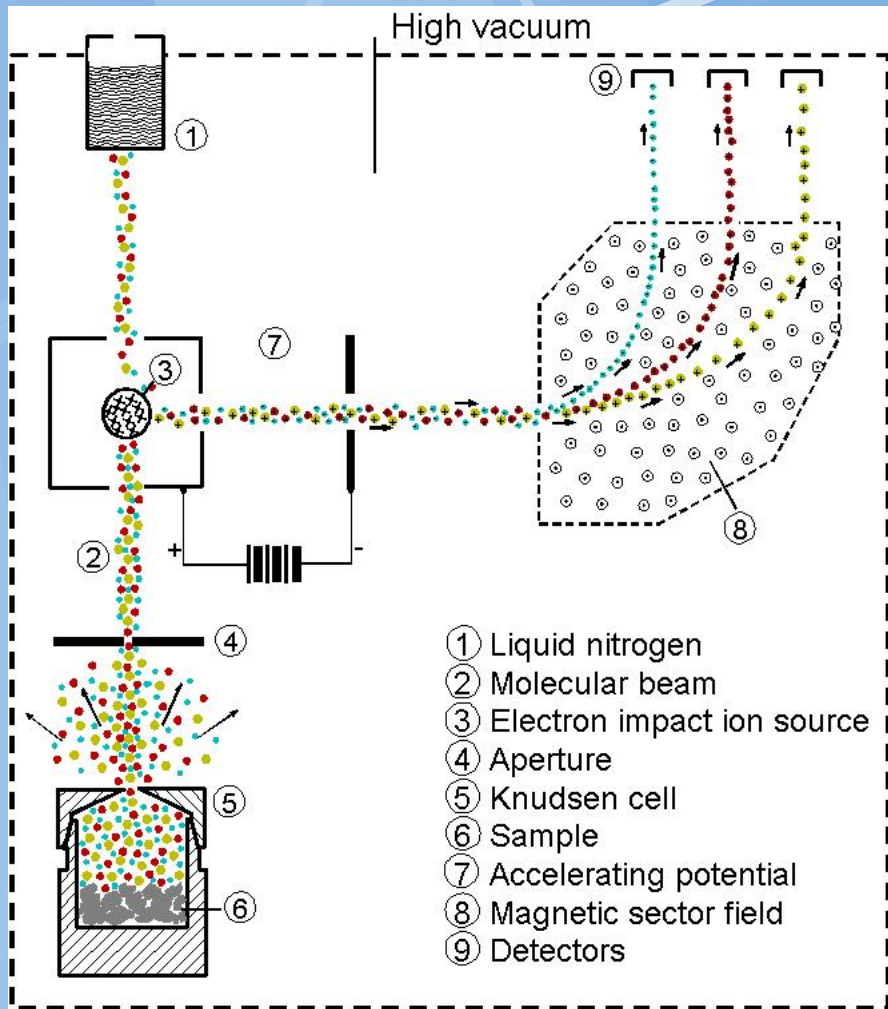 High vacuum
①
⑨
⑦
③
②
+
-
⑧
④
⑤
⑥
① Liquid nitrogen
② Molecular beam
③ Electron impact ion source
④ Aperture
⑤ Knudsen cell
⑥ Sample
⑦ Accelerating potential
⑧ Magnetic sector field
⑨ Detectors